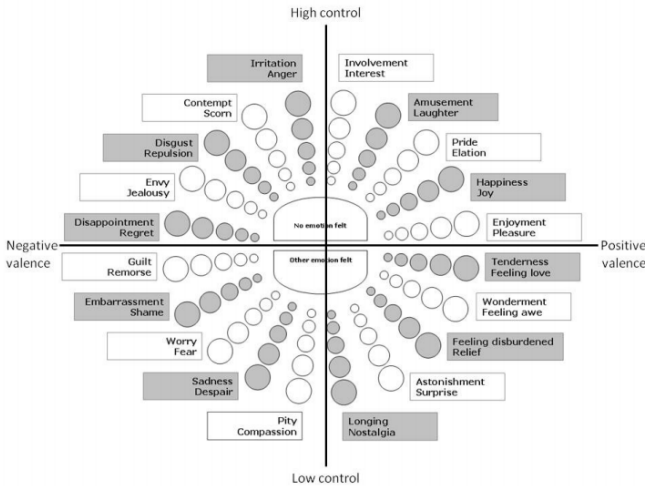 High control
Irritation
Anger
Involvement
Interest
Contempt
Scorn
Amusement
Laughter
Disgust
Repulsion
Pride
Elation
Envy
Jealousy
Happiness
Joy
Disappointment
Regret
No emotion felt
Enjoyment
Pleasure
Negative
valence
Positive
valence
Guilt
Remorse
Other emotion felt
Tenderness
Feeling love
Embarrassment
Shame
Wonderment
Feeling awe
Worry
Fear
Feeling disburdened
Relief
Sadness
Despair
Astonishment
Surprise
Pity
Compassion
Longing
Nostalgia
Low control